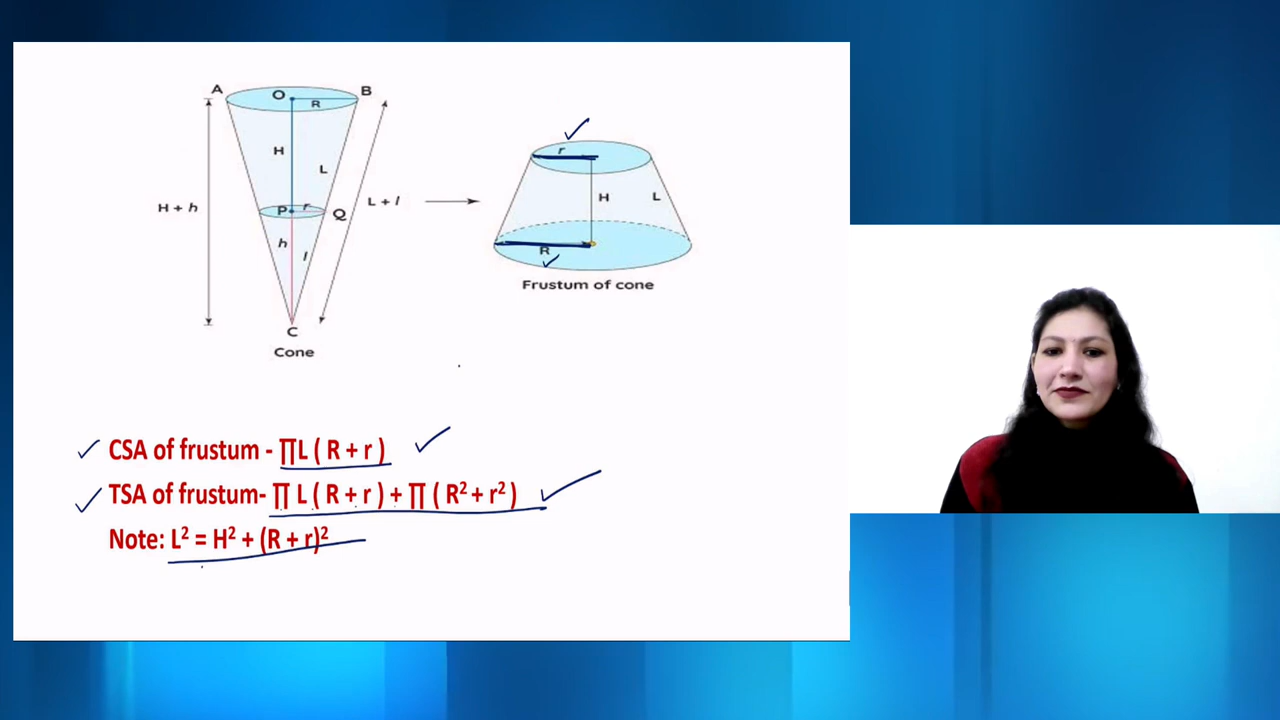 A O B
R
H
L
H + h
P r Q
L + l
h
l
C
Cone
r
H L
R
Frustum of cone
CSA of frustum - ∏L ( R + r )
TSA of frustum- ∏ L ( R + r ) + ∏ ( R² + r² )
Note: L² = H² + (R + r)²